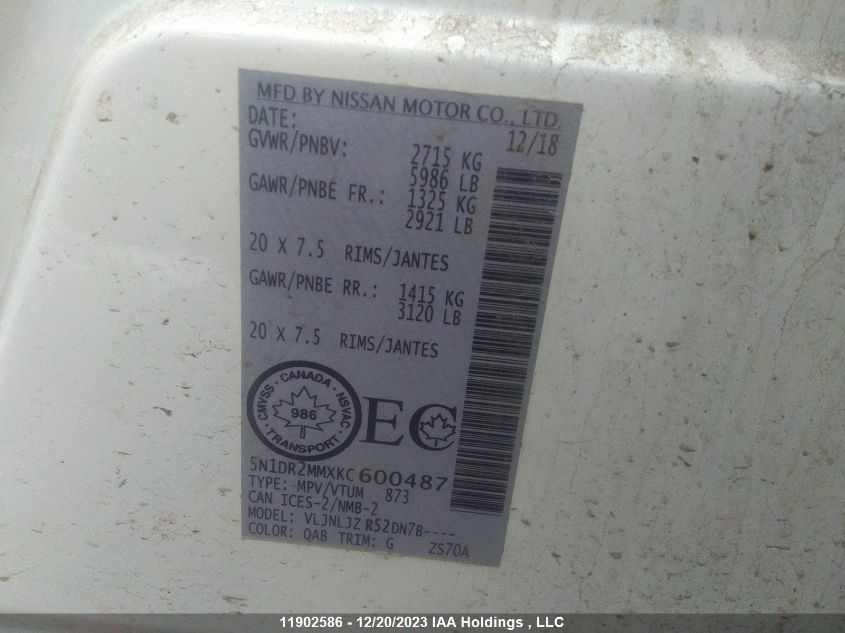 MFD BY NISSAN MOTOR CO., LTD.
DATE: 12/18
GVWR/PNBV: 2715 KG
5986 LB
GAWR/PNBE FR.: 1325 KG
2921 LB
20 X 7.5 RIMS/JANTES
GAWR/PNBE RR.: 1415 KG
3120 LB
20 X 7.5 RIMS/JANTES
CMVSS · CANADA · NSVAC
986
· TRANSPORT ·
EC
5N1DR2MMXKC600487
TYPE: MPV/VTUM 873
CAN ICES-2/NMB-2
MODEL: VLJNLJZ R52DN7B----
COLOR: QAB TRIM: G ZS70A
11902586 - 12/20/2023 IAA Holdings , LLC